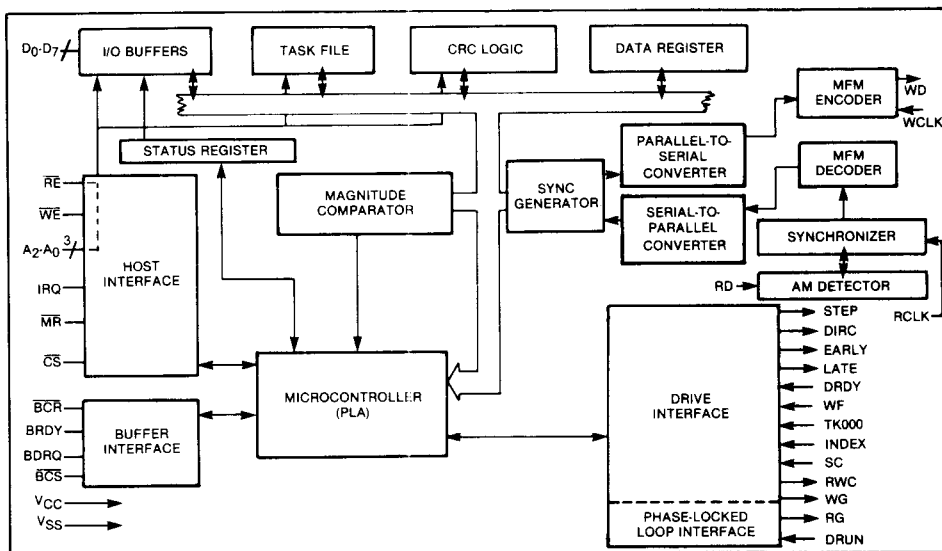 D0-D7
I/O BUFFERS
TASK FILE
CRC LOGIC
DATA REGISTER
MFM
ENCODER
WD
WCLK
STATUS REGISTER
PARALLEL-TO-
SERIAL
CONVERTER
MFM
DECODER
RE
WE
A2-A0
3
IRQ
MR
CS
HOST
INTERFACE
MAGNITUDE
COMPARATOR
SYNC
GENERATOR
SERIAL-TO-
PARALLEL
CONVERTER
SYNCHRONIZER
RD
AM DETECTOR
RCLK
MICROCONTROLLER
(PLA)
DRIVE
INTERFACE
STEP
DIRC
EARLY
LATE
DRDY
WF
TK000
INDEX
SC
RWC
WG
BCR
BRDY
BDRQ
BCS
BUFFER
INTERFACE
VCC
VSS
PHASE-LOCKED
LOOP INTERFACE
RG
DRUN